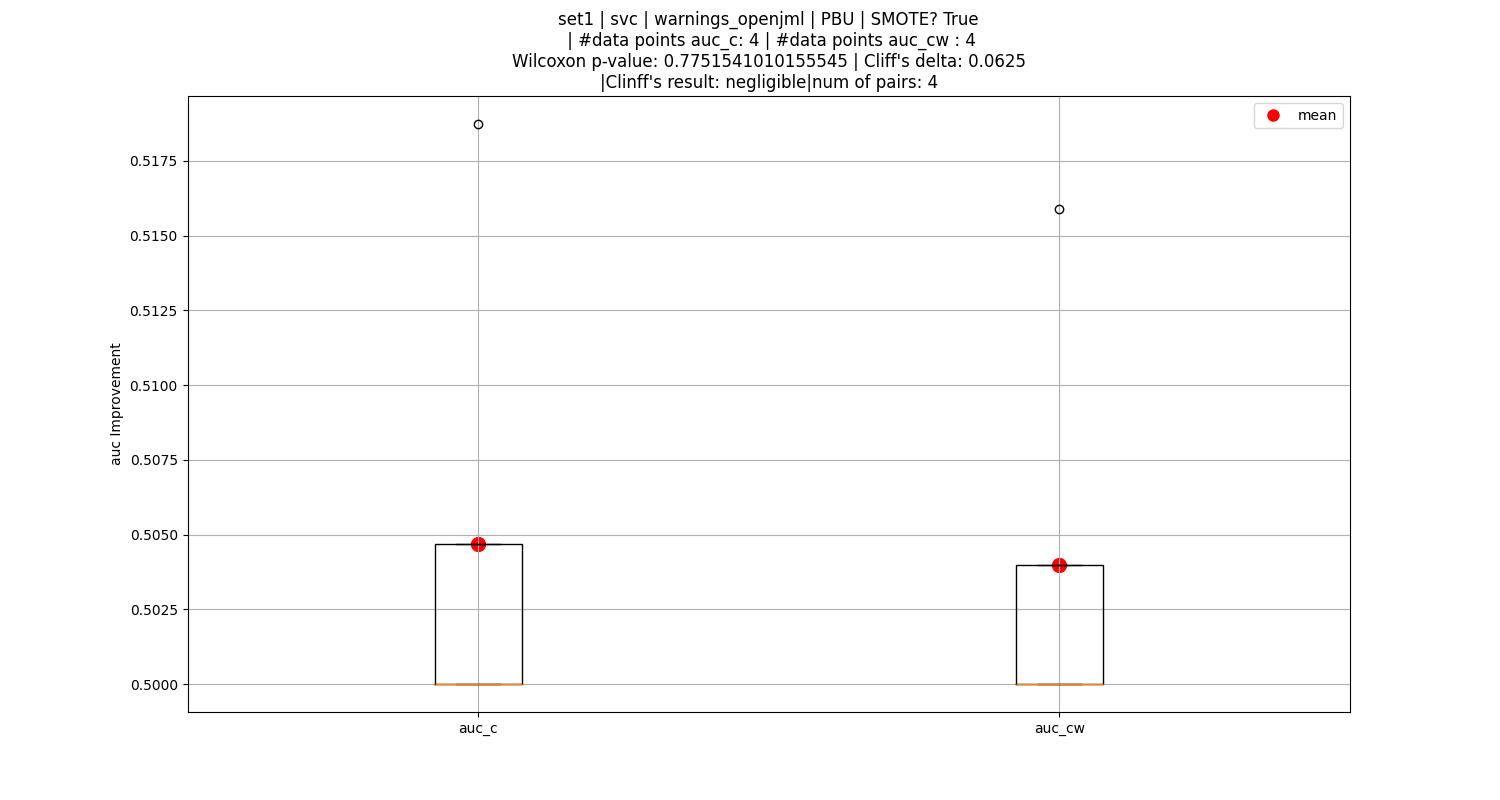 set1 | svc | warnings_openjml | PBU | SMOTE? True
| #data points auc_c: 4 | #data points auc_cw : 4
Wilcoxon p-value: 0.7751541010155545 | Cliff's delta: 0.0625
|Clinff's result: negligible|num of pairs: 4
mean
0.5175
0.5150
0.5125
0.5100
0.5075
0.5050
0.5025
0.5000
auc Improvement
auc_c
auc_cw